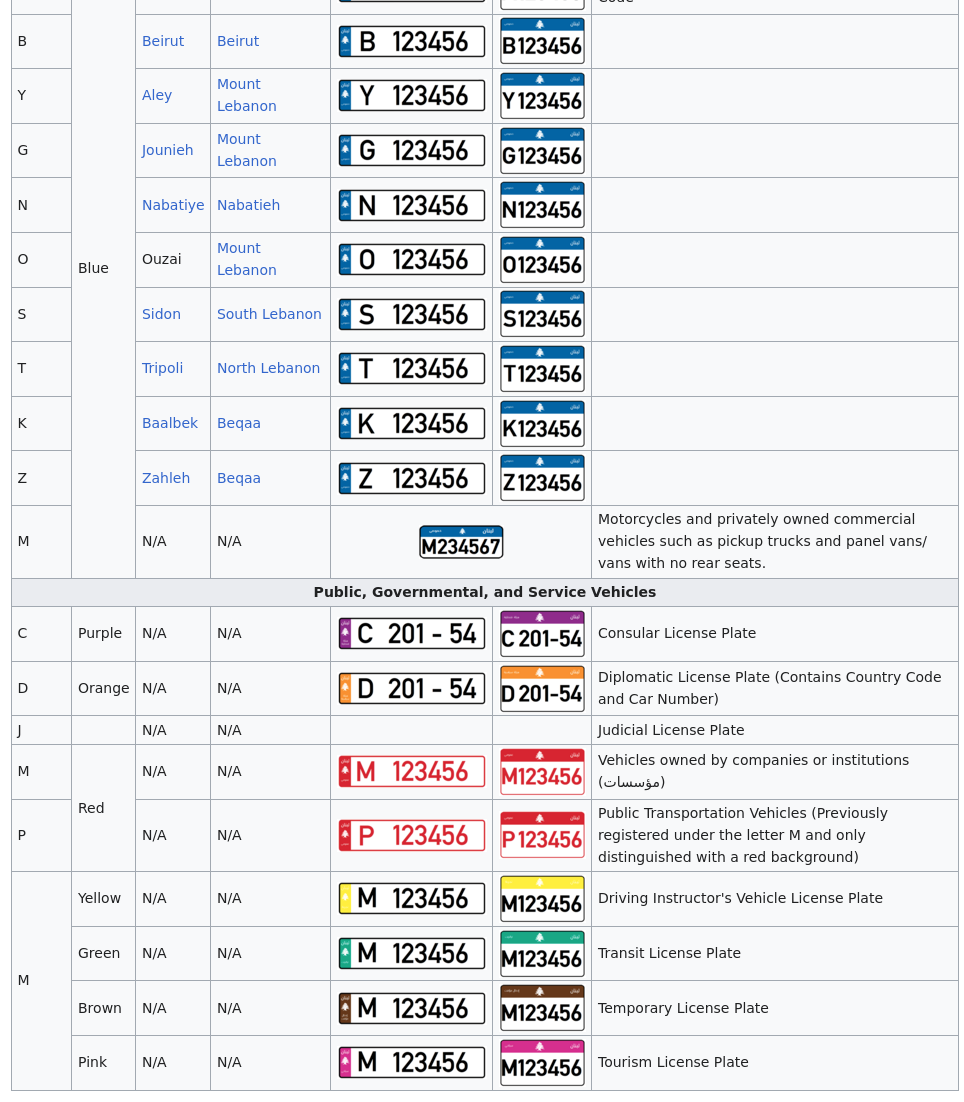 Code
B
Blue
Beirut
Beirut
B 123456
B123456
Y
Aley
Mount
Lebanon
Y 123456
Y123456
G
Jounieh
Mount
Lebanon
G 123456
G123456
N
Nabatiye
Nabatieh
N 123456
N123456
O
Ouzai
Mount
Lebanon
O 123456
O123456
S
Sidon
South Lebanon
S 123456
S123456
T
Tripoli
North Lebanon
T 123456
T123456
K
Baalbek
Beqaa
K 123456
K123456
Z
Zahleh
Beqaa
Z 123456
Z123456
M
N/A
N/A
M234567
Motorcycles and privately owned commercial
vehicles such as pickup trucks and panel vans/
vans with no rear seats.
Public, Governmental, and Service Vehicles
C
Purple
N/A
N/A
C 201 - 54
C 201-54
Consular License Plate
D
Orange
N/A
N/A
D 201 - 54
D 201-54
Diplomatic License Plate (Contains Country Code
and Car Number)
J
N/A
N/A
Judicial License Plate
M
Red
N/A
N/A
M 123456
M123456
Vehicles owned by companies or institutions
(مؤسسات)
P
N/A
N/A
P 123456
P123456
Public Transportation Vehicles (Previously
registered under the letter M and only
distinguished with a red background)
M
Yellow
N/A
N/A
M 123456
M123456
Driving Instructor's Vehicle License Plate
Green
N/A
N/A
M 123456
M123456
Transit License Plate
Brown
N/A
N/A
M 123456
M123456
Temporary License Plate
Pink
N/A
N/A
M 123456
M123456
Tourism License Plate